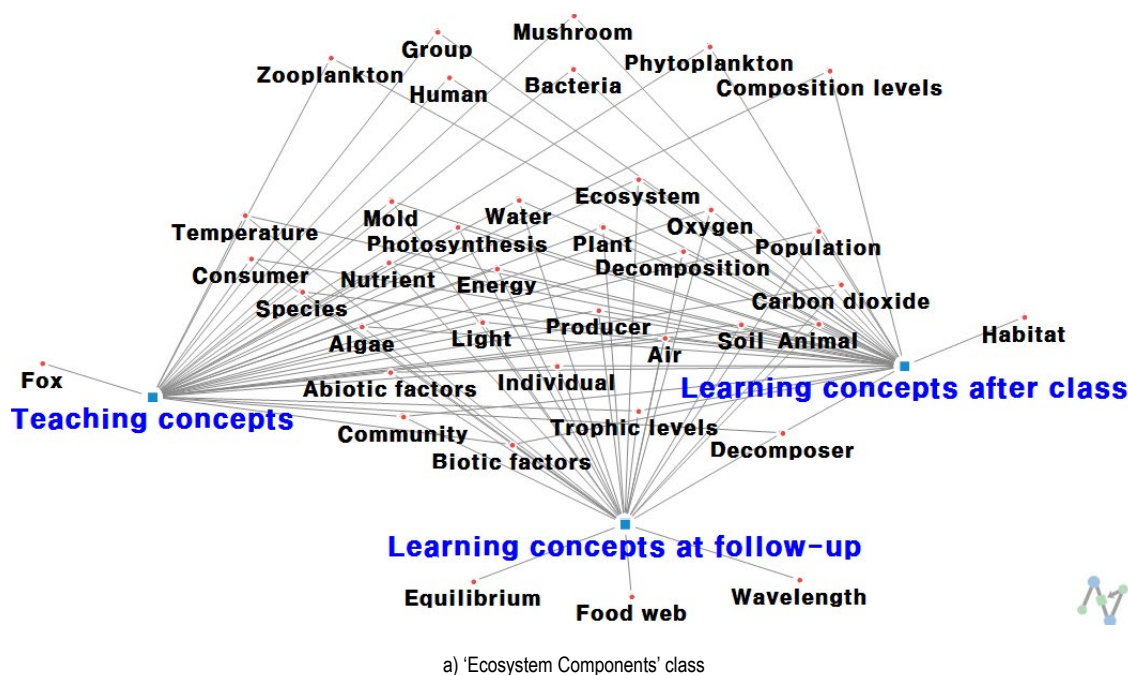 Mushroom
Group
Phytoplankton
Zooplankton
Bacteria
Composition levels
Human
Ecosystem
Mold
Water
Oxygen
Temperature
Photosynthesis
Plant
Population
Decomposition
Consumer
Nutrient
Energy
Carbon dioxide
Species
Producer
Habitat
Algae
Light
Soil
Animal
Air
Fox
Abiotic factors
Individual
Learning concepts after class
Teaching concepts
Community
Trophic levels
Decomposer
Biotic factors
Learning concepts at follow-up
Equilibrium
Food web
Wavelength
a) ‘Ecosystem Components’ class